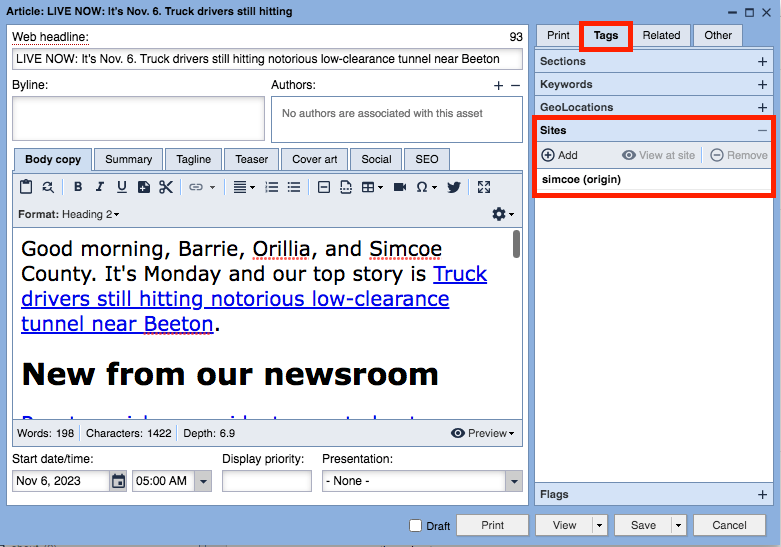 Article: LIVE NOW: It's Nov. 6. Truck drivers still hitting
Web headline: 93
LIVE NOW: It's Nov. 6. Truck drivers still hitting notorious low-clearance tunnel near Beeton
Byline: Authors: + −
No authors are associated with this asset
Body copy Summary Tagline Teaser Cover art Social SEO
B I U
Format: Heading 2
Good morning, Barrie, Orillia, and Simcoe
County. It's Monday and our top story is Truck
drivers still hitting notorious low-clearance
tunnel near Beeton.
New from our newsroom
Words: 198 Characters: 1422 Depth: 6.9 Preview
Start date/time: Display priority: Presentation:
Nov 6, 2023 05:00 AM - None -
Print Tags Related Other
Sections +
Keywords +
GeoLocations +
Sites −
Add View at site Remove
simcoe (origin)
Flags +
Draft Print View Save Cancel